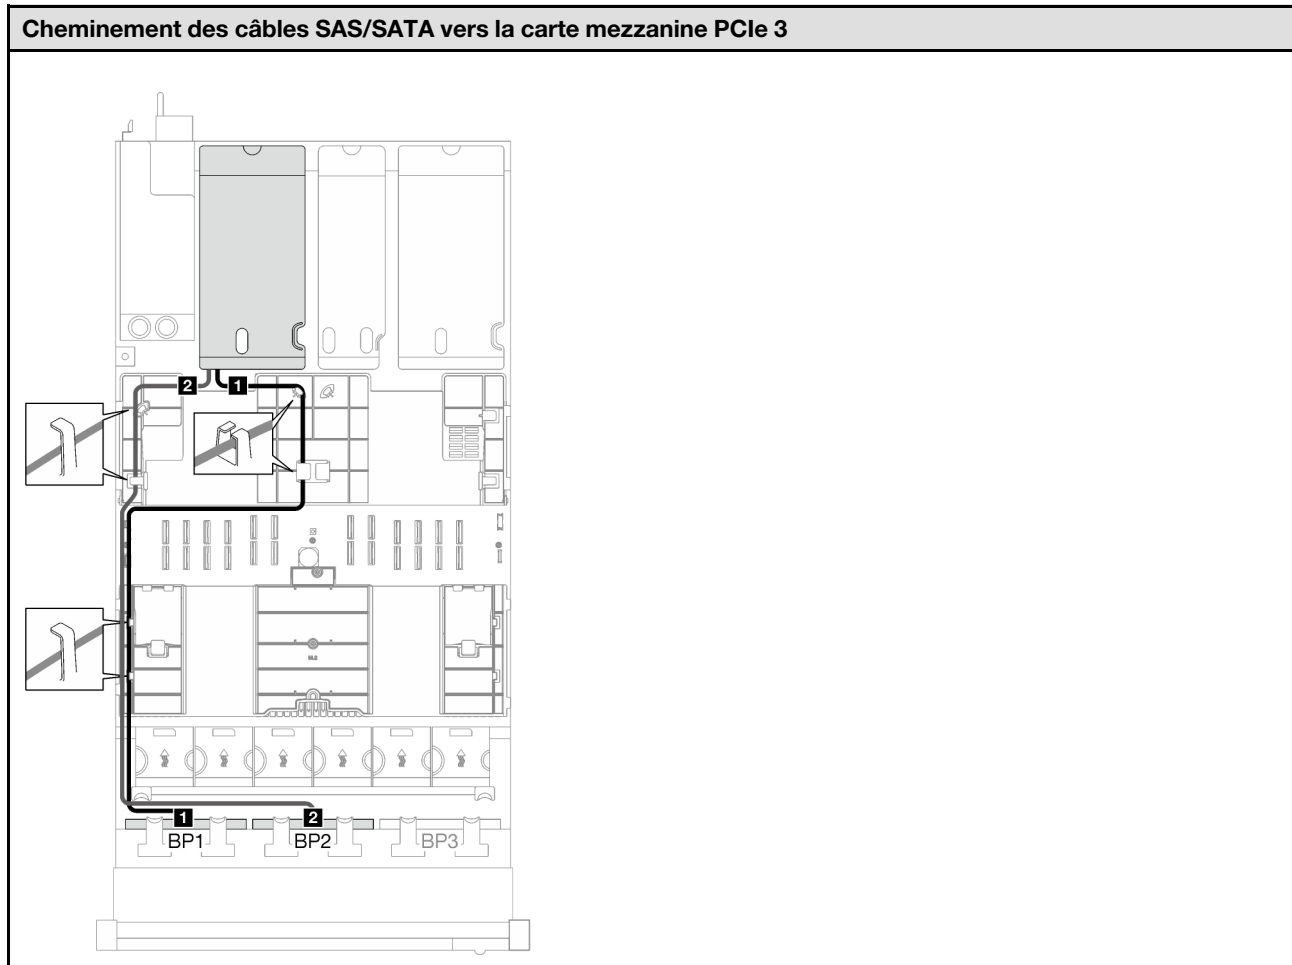 Cheminement des câbles SAS/SATA vers la carte mezzanine PCIe 3
2
1
1
2
BP1
BP2
BP3